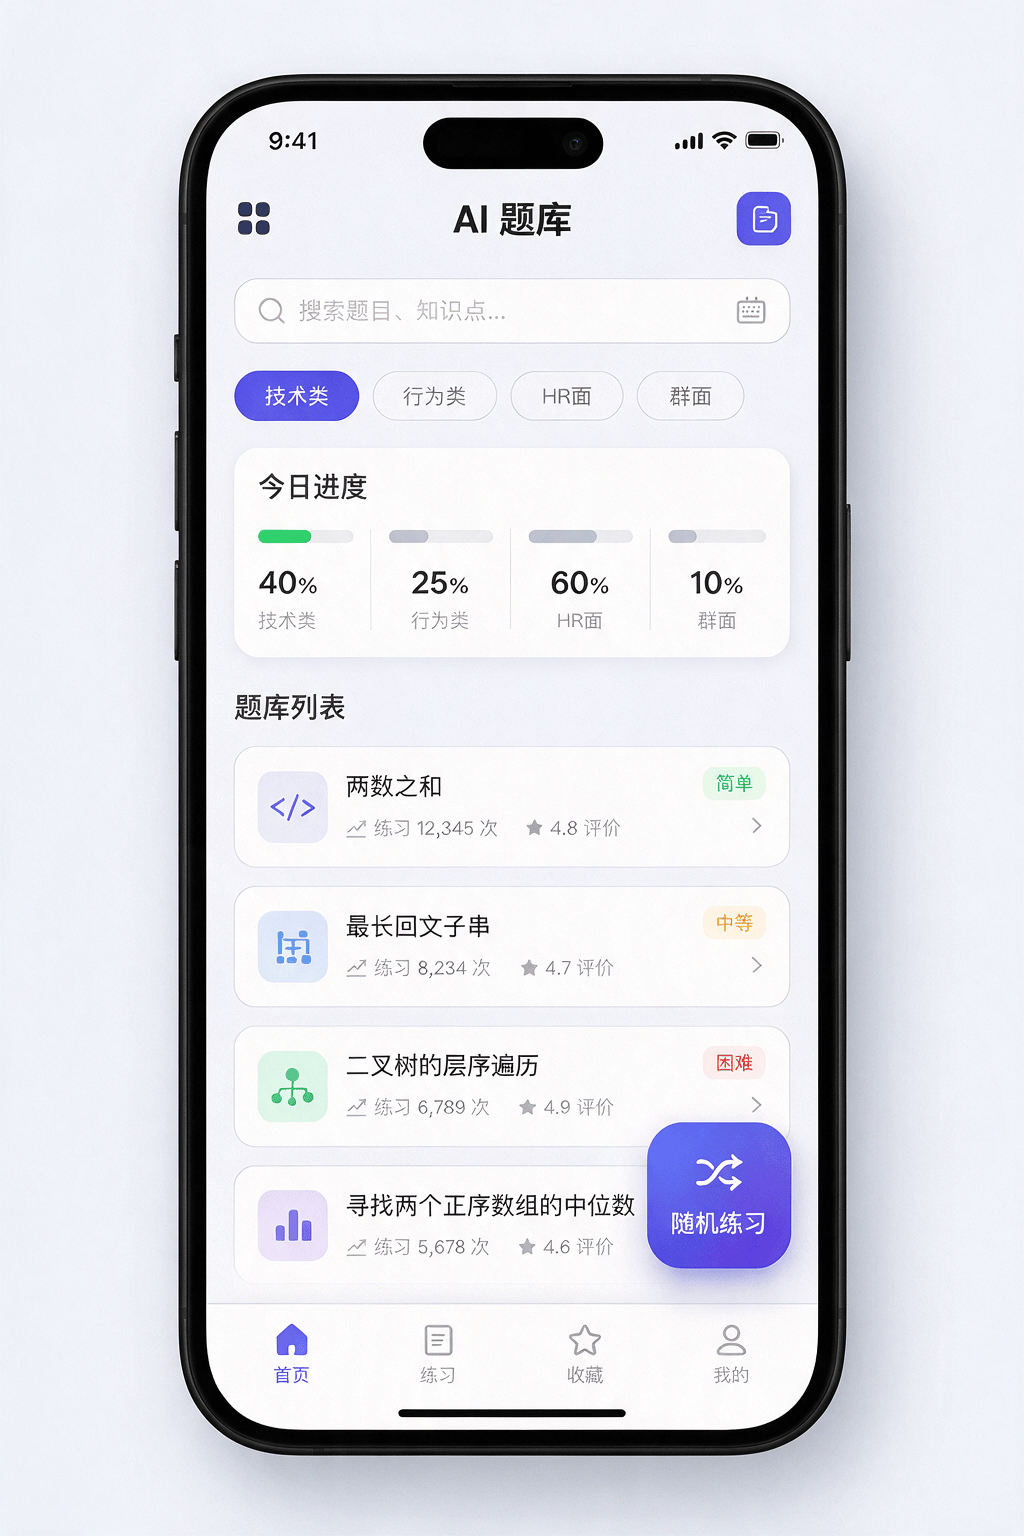 9:41
AI 题库
搜索题目、知识点...
技术类 行为类 HR面 群面
今日进度
40% 25% 60% 10%
技术类 行为类 HR面 群面
题库列表
两数之和 简单
练习 12,345 次 4.8 评价
最长回文子串 中等
练习 8,234 次 4.7 评价
二叉树的层序遍历 困难
练习 6,789 次 4.9 评价
寻找两个正序数组的中位数
练习 5,678 次 4.6 评价
随机练习
首页 练习 收藏 我的